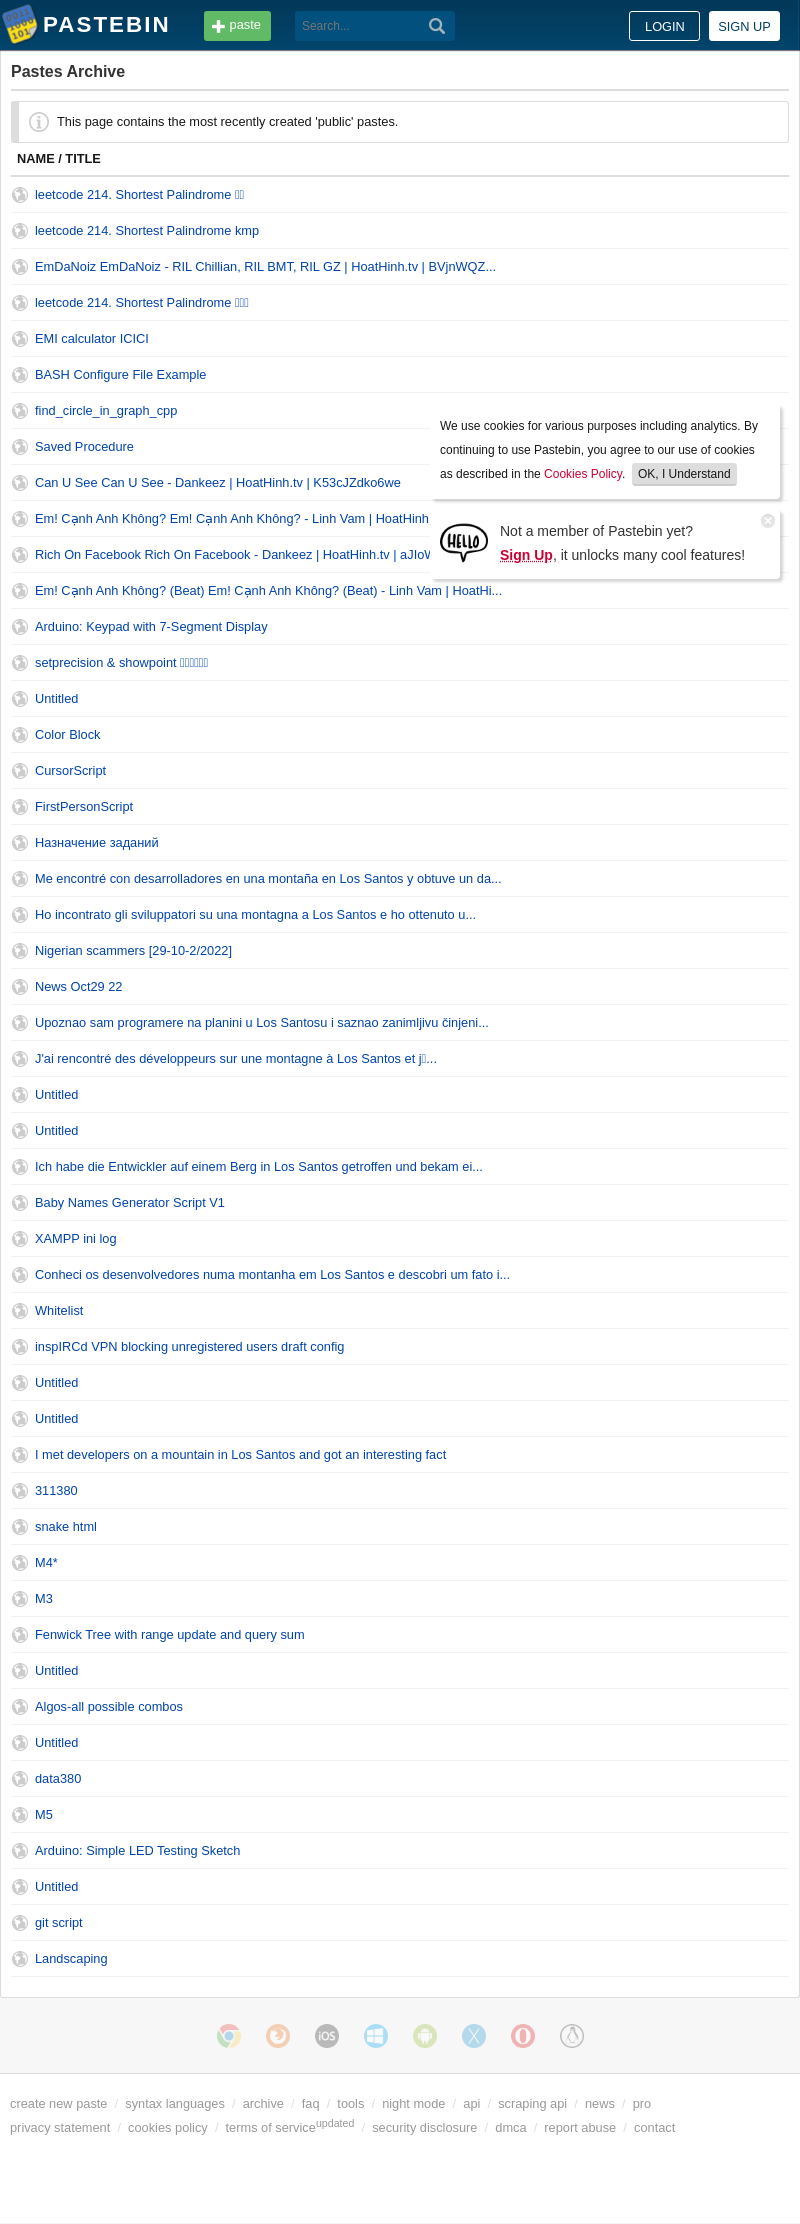 PASTEBIN
paste
Search...
LOGIN
SIGN UP
Pastes Archive
This page contains the most recently created 'public' pastes.
NAME / TITLE
leetcode 214. Shortest Palindrome
leetcode 214. Shortest Palindrome kmp
EmDaNoiz EmDaNoiz - RIL Chillian, RIL BMT, RIL GZ | HoatHinh.tv | BVjnWQZ...
leetcode 214. Shortest Palindrome
EMI calculator ICICI
BASH Configure File Example
find_circle_in_graph_cpp
Saved Procedure
Can U See Can U See - Dankeez | HoatHinh.tv | K53cJZdko6we
Em! Cạnh Anh Không? Em! Cạnh Anh Không? - Linh Vam | HoatHinh
Rich On Facebook Rich On Facebook - Dankeez | HoatHinh.tv |
Em! Cạnh Anh Không? (Beat) Em! Cạnh Anh Không? (Beat) - Linh Vam | HoatHi...
We use cookies for various purposes including analytics. By
continuing to use Pastebin, you agree to our use of cookies
as described in the Cookies Policy. OK, I Understand
HELLO
Not a member of Pastebin yet?
Sign Up, it unlocks many cool features!
Arduino: Keypad with 7-Segment Display
setprecision & showpoint
Untitled
Color Block
CursorScript
FirstPersonScript
Назначение заданий
Me encontré con desarrolladores en una montaña en Los Santos y obtuve un da...
Ho incontrato gli sviluppatori su una montagna a Los Santos e ho ottenuto u...
Nigerian scammers [29-10-2/2022]
News Oct29 22
Upoznao sam programere na planini u Los Santosu i saznao zanimljivu činjeni...
J'ai rencontré des développeurs sur une montagne à Los Santos et j...
Untitled
Untitled
Ich habe die Entwickler auf einem Berg in Los Santos getroffen und bekam ei...
Baby Names Generator Script V1
XAMPP ini log
Conheci os desenvolvedores numa montanha em Los Santos e descobri um fato i...
Whitelist
inspIRCd VPN blocking unregistered users draft config
Untitled
Untitled
I met developers on a mountain in Los Santos and got an interesting fact
311380
snake html
M4*
M3
Fenwick Tree with range update and query sum
Untitled
Algos-all possible combos
Untitled
data380
M5
Arduino: Simple LED Testing Sketch
Untitled
git script
Landscaping
iOS
create new paste / syntax languages / archive / faq / tools / night mode / api / scraping api / news / pro
privacy statement / cookies policy / terms of service updated / security disclosure / dmca / report abuse / contact